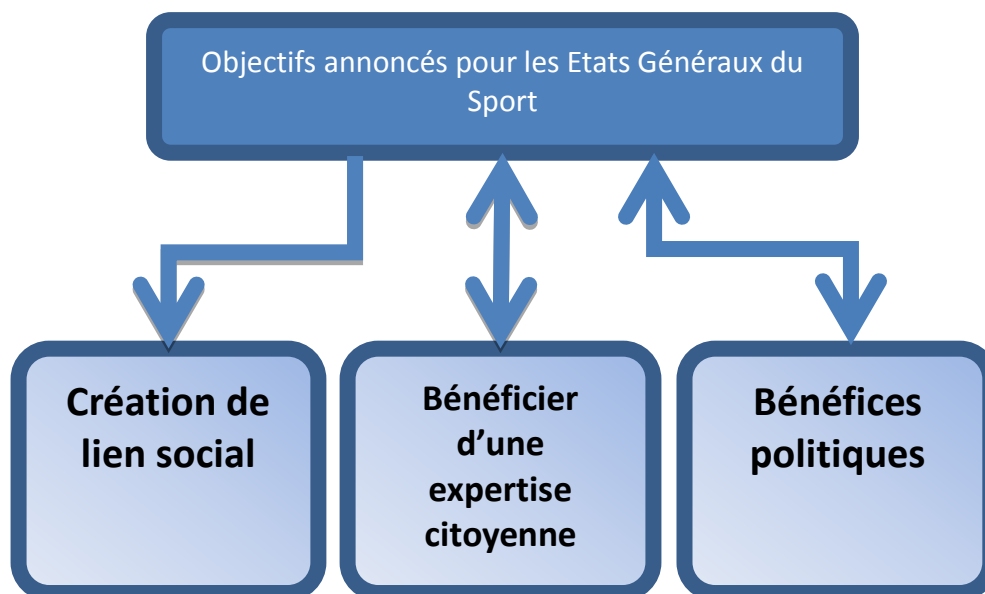 Objectifs annoncés pour les Etats Généraux du
Sport
Création de
lien social
Bénéficier
d’une
expertise
citoyenne
Bénéfices
politiques